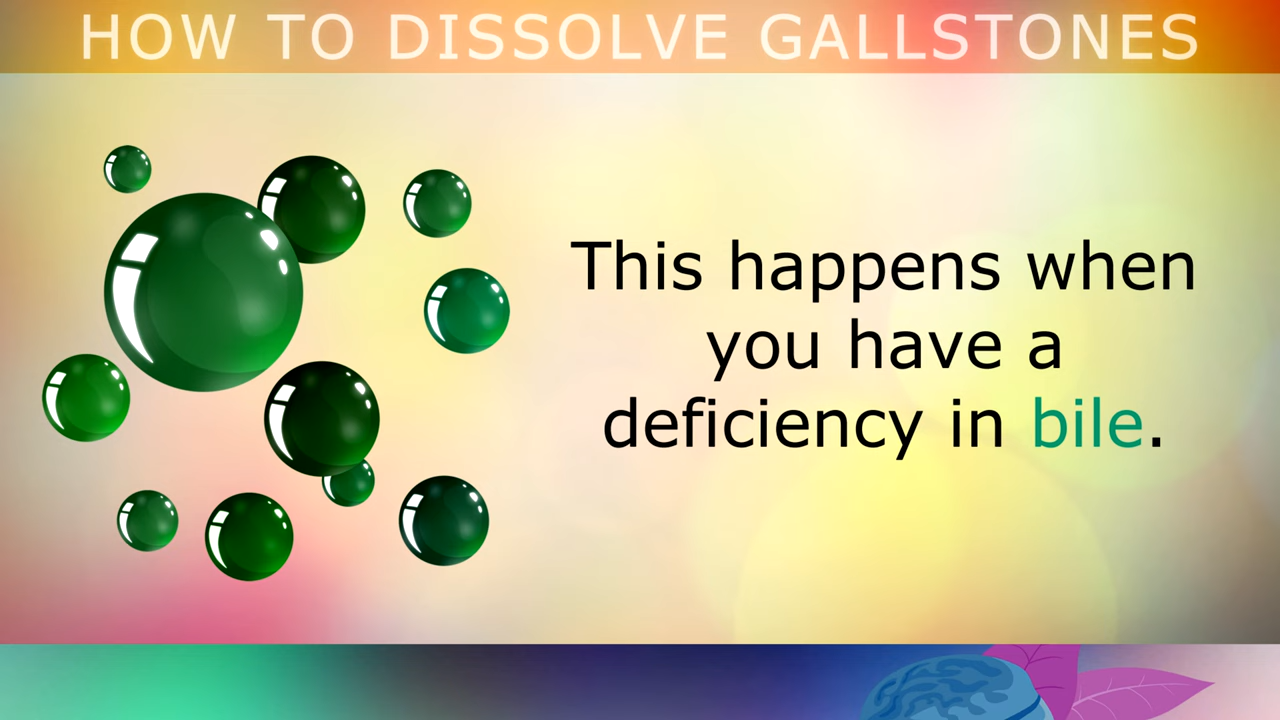 HOW TO DISSOLVE GALLSTONES
This happens when
you have a
deficiency in bile.